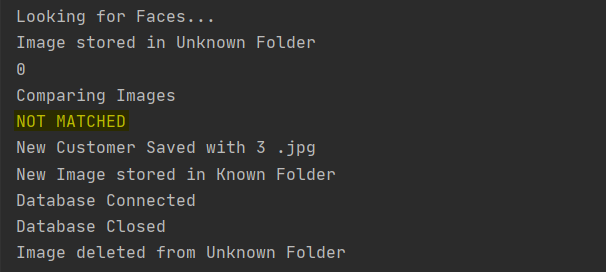 Looking for Faces...
Image stored in Unknown Folder
0
Comparing Images
NOT MATCHED
New Customer Saved with 3 .jpg
New Image stored in Known Folder
Database Connected
Database Closed
Image deleted from Unknown Folder